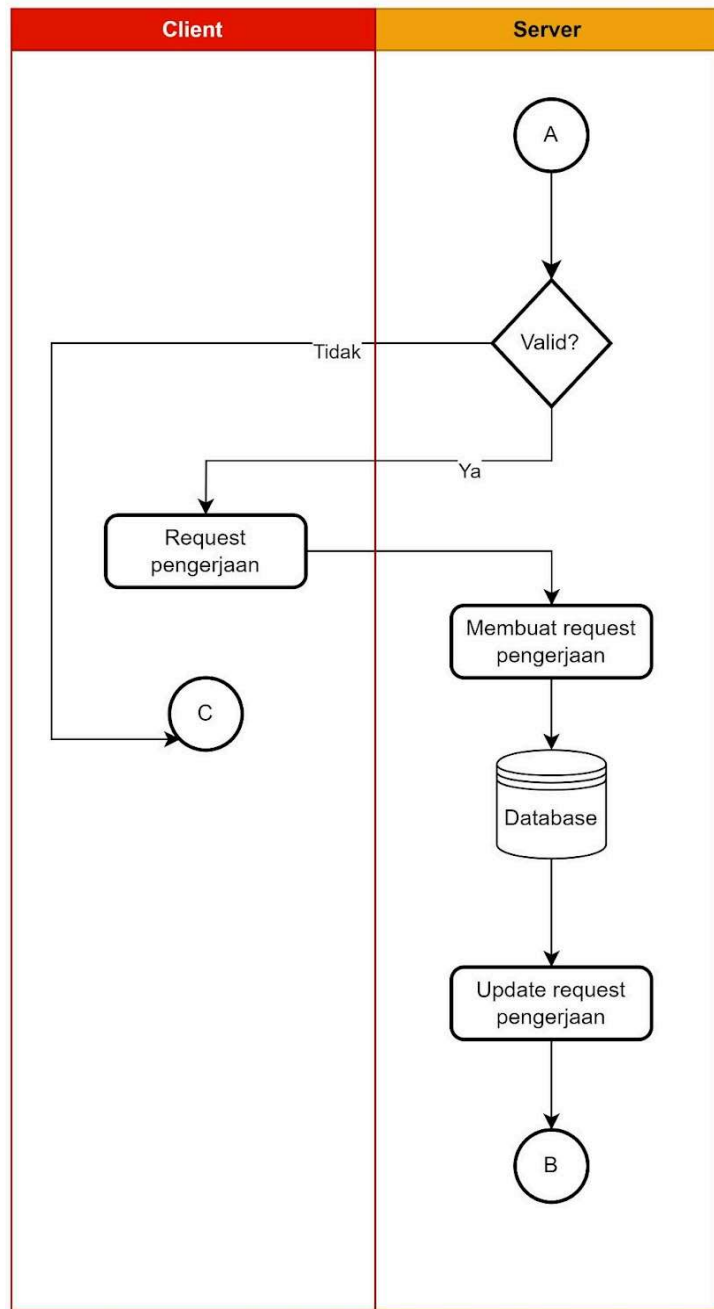 Client
Server
A
Valid?
Tidak
Ya
Request
pengerjaan
Membuat request
pengerjaan
C
Database
Update request
pengerjaan
B